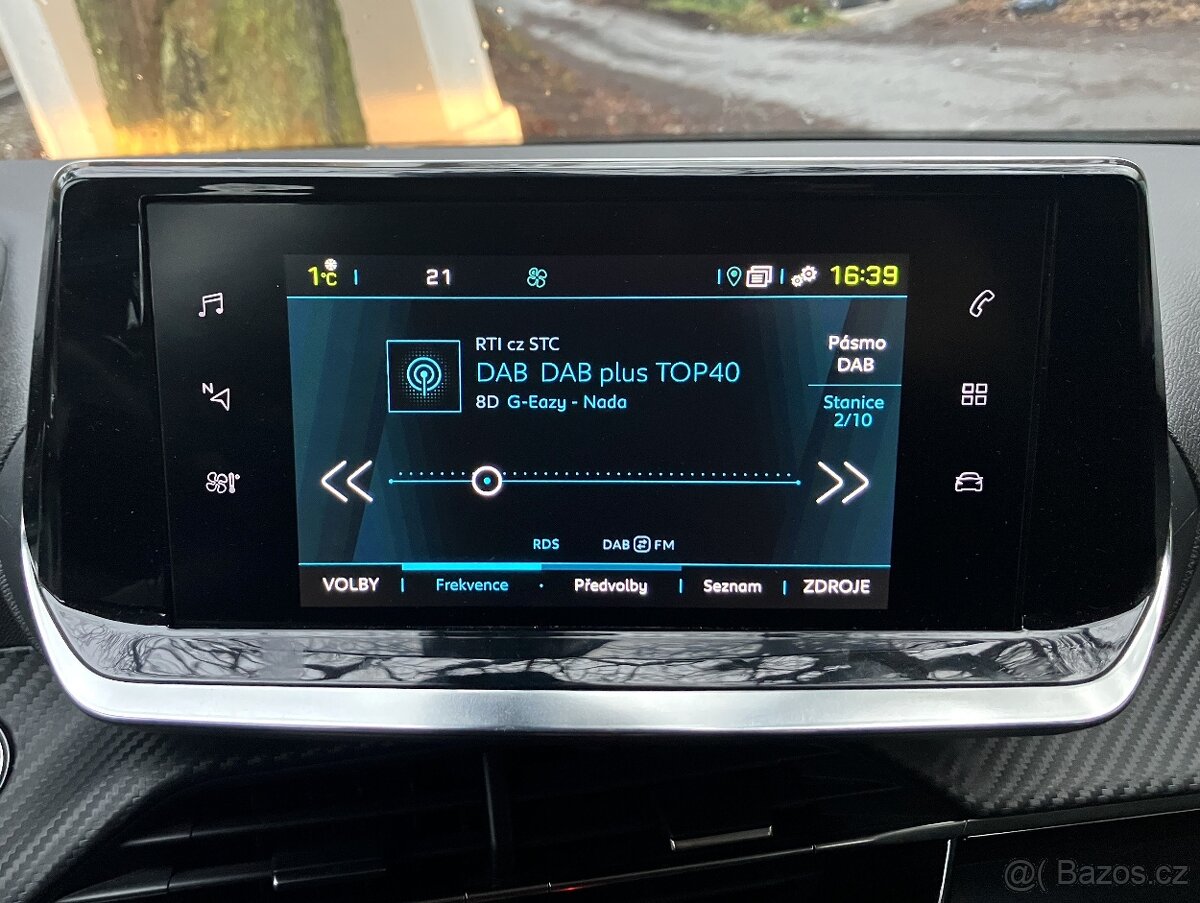 1°C
21
16:39
RTI cz STC
DAB DAB plus TOP40
8D G-Eazy - Nada
Pásmo
DAB
Stanice
2/10
N
RDS
DAB FM
VOLBY
Frekvence
Předvolby
Seznam
ZDROJE
@( Bazos.cz